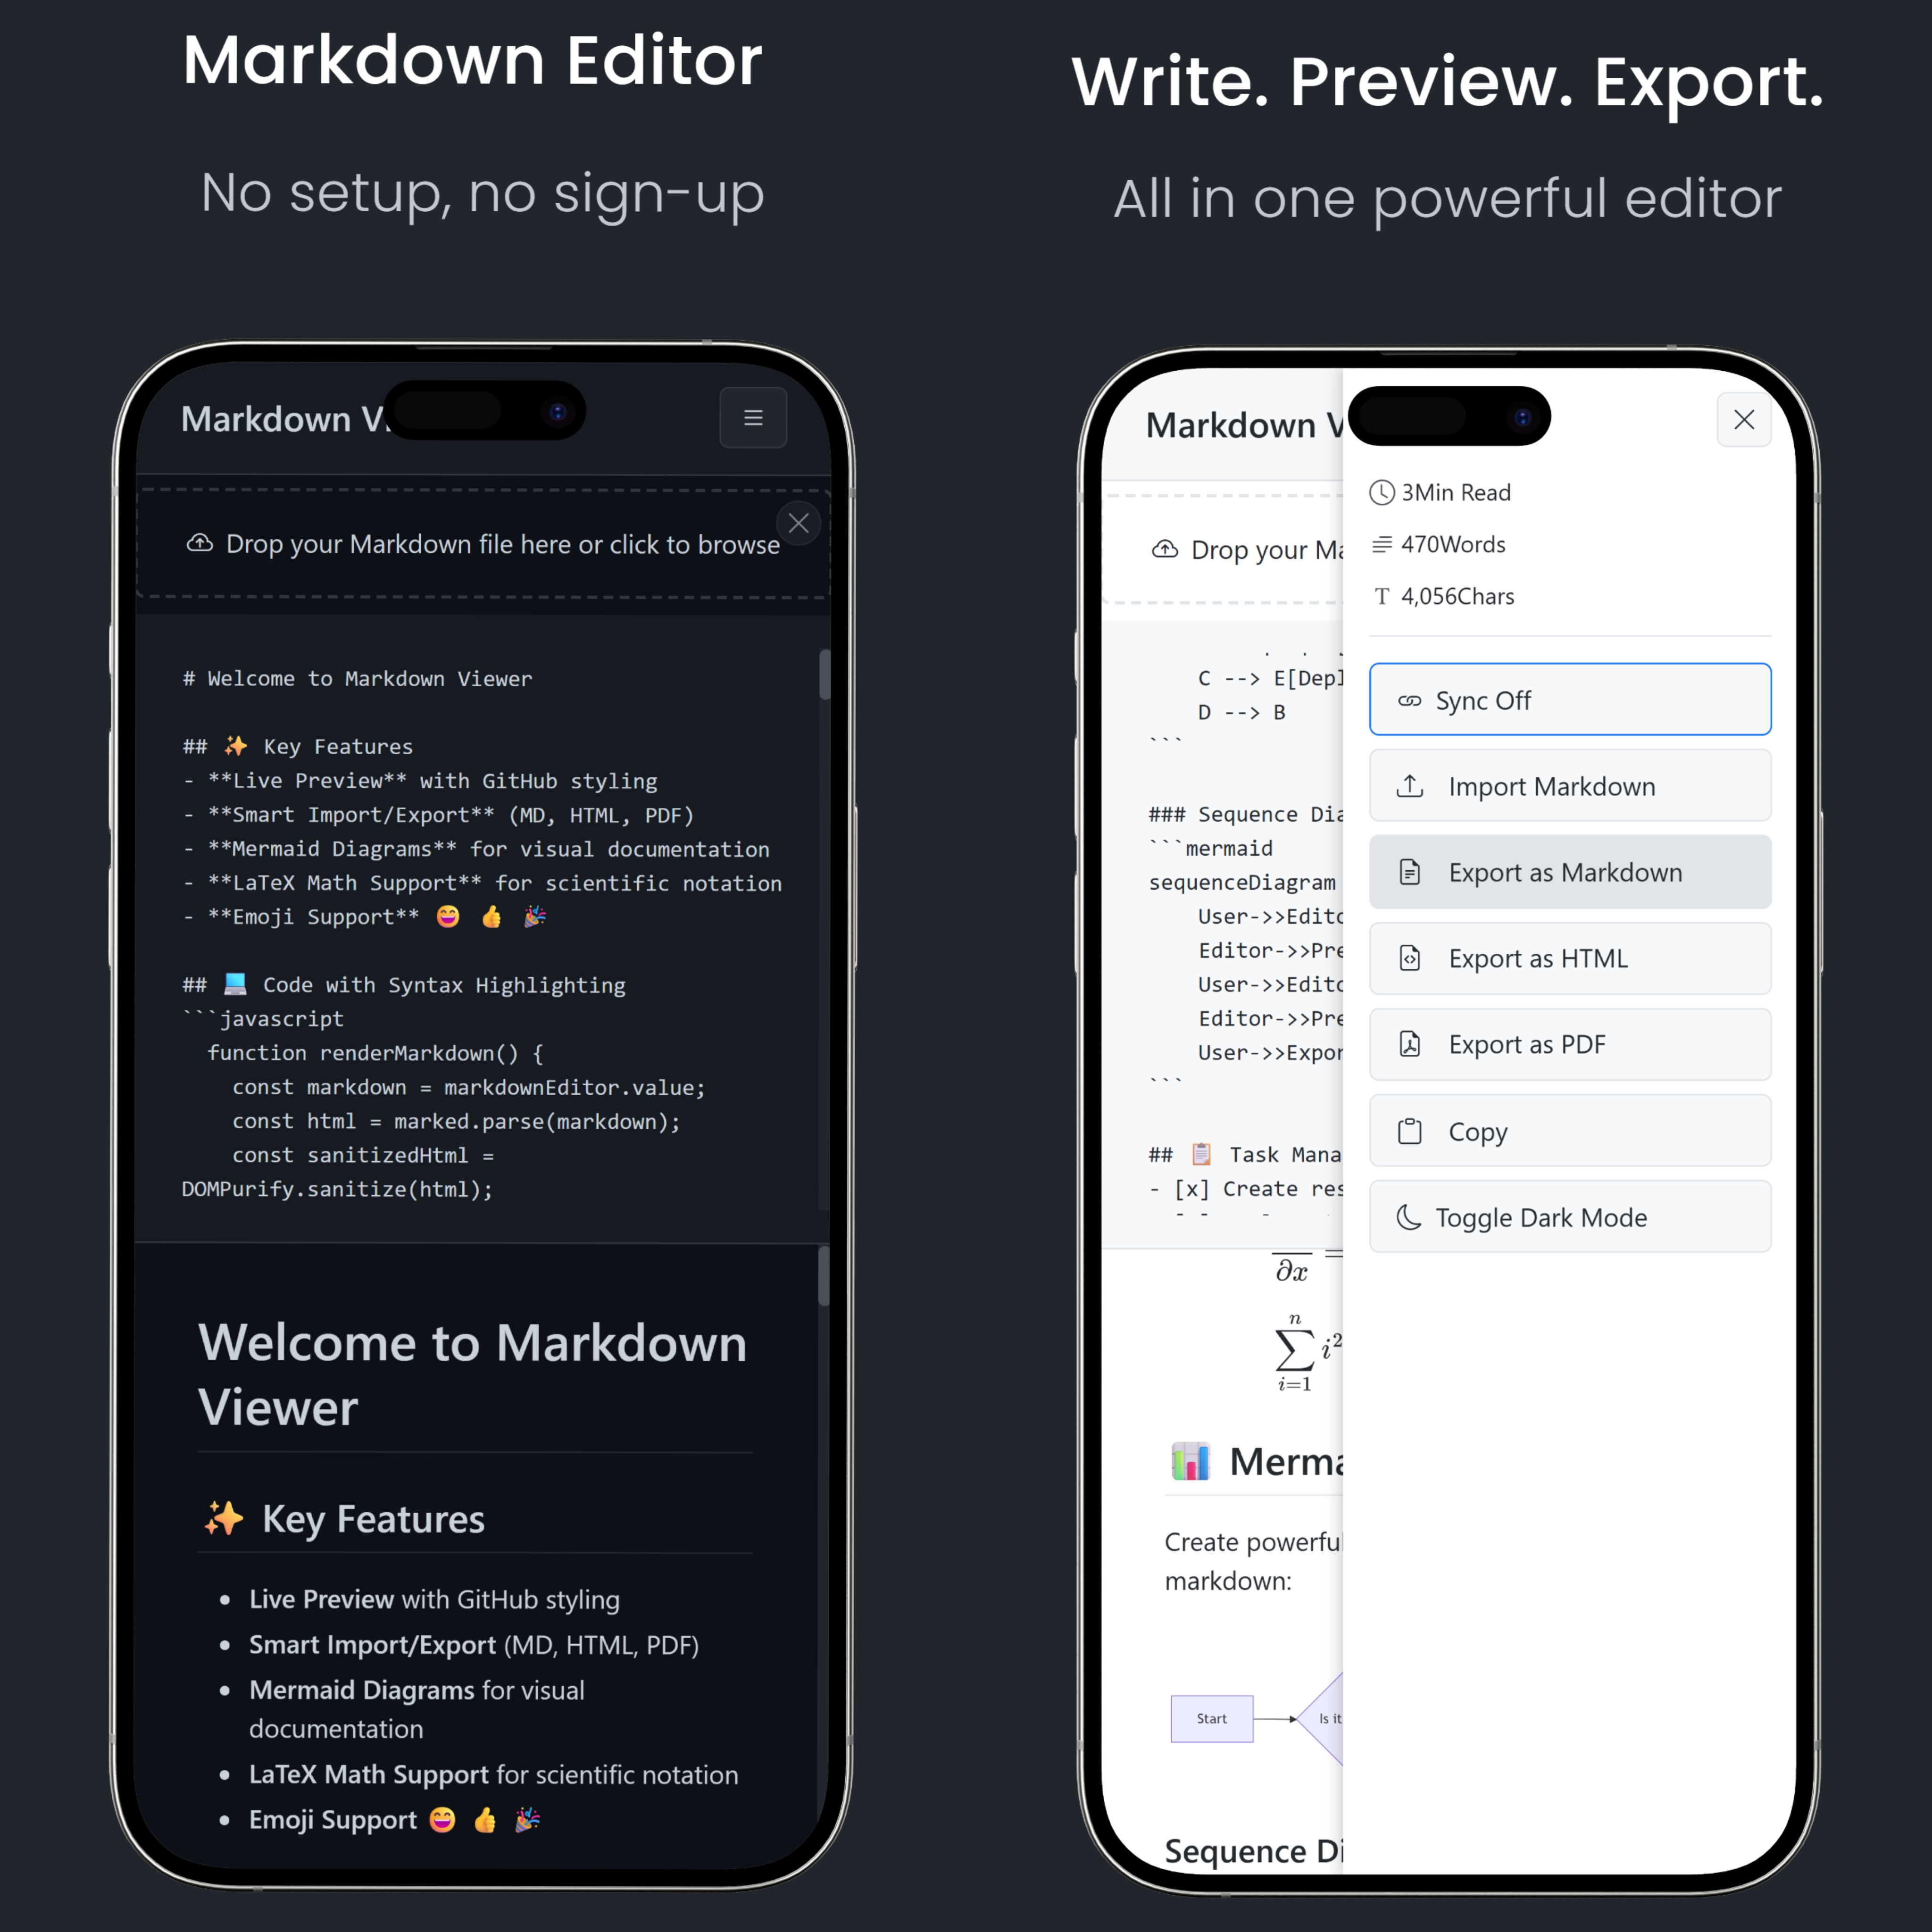 Markdown Editor
No setup, no sign-up
Markdown V
Drop your Markdown file here or click to browse
# Welcome to Markdown Viewer
## ✨ Key Features
- **Live Preview** with GitHub styling
- **Smart Import/Export** (MD, HTML, PDF)
- **Mermaid Diagrams** for visual documentation
- **LaTeX Math Support** for scientific notation
- **Emoji Support** 😄 👍 🎉
## 💻 Code with Syntax Highlighting
```javascript
function renderMarkdown() {
const markdown = markdownEditor.value;
const html = marked.parse(markdown);
const sanitizedHtml =
DOMPurify.sanitize(html);
Welcome to Markdown
Viewer
✨ Key Features
• Live Preview with GitHub styling
• Smart Import/Export (MD, HTML, PDF)
• Mermaid Diagrams for visual
documentation
• LaTeX Math Support for scientific notation
• Emoji Support 😄 👍 🎉
Write. Preview. Export.
All in one powerful editor
Markdown V
Drop your Ma
C --> E[Depl
D --> B
```
### Sequence Dia
```mermaid
sequenceDiagram
User->>Edito
Editor->>Pre
User->>Edito
Editor->>Pre
User->>Expor
```
## 📋 Task Mana
- [x] Create res
∂x =
n
∑ i²
i=1
📊 Merma
Create powerful
markdown:
Start
Is it
Sequence Di
3Min Read
470Words
4,056Chars
Sync Off
Import Markdown
Export as Markdown
Export as HTML
Export as PDF
Copy
Toggle Dark Mode